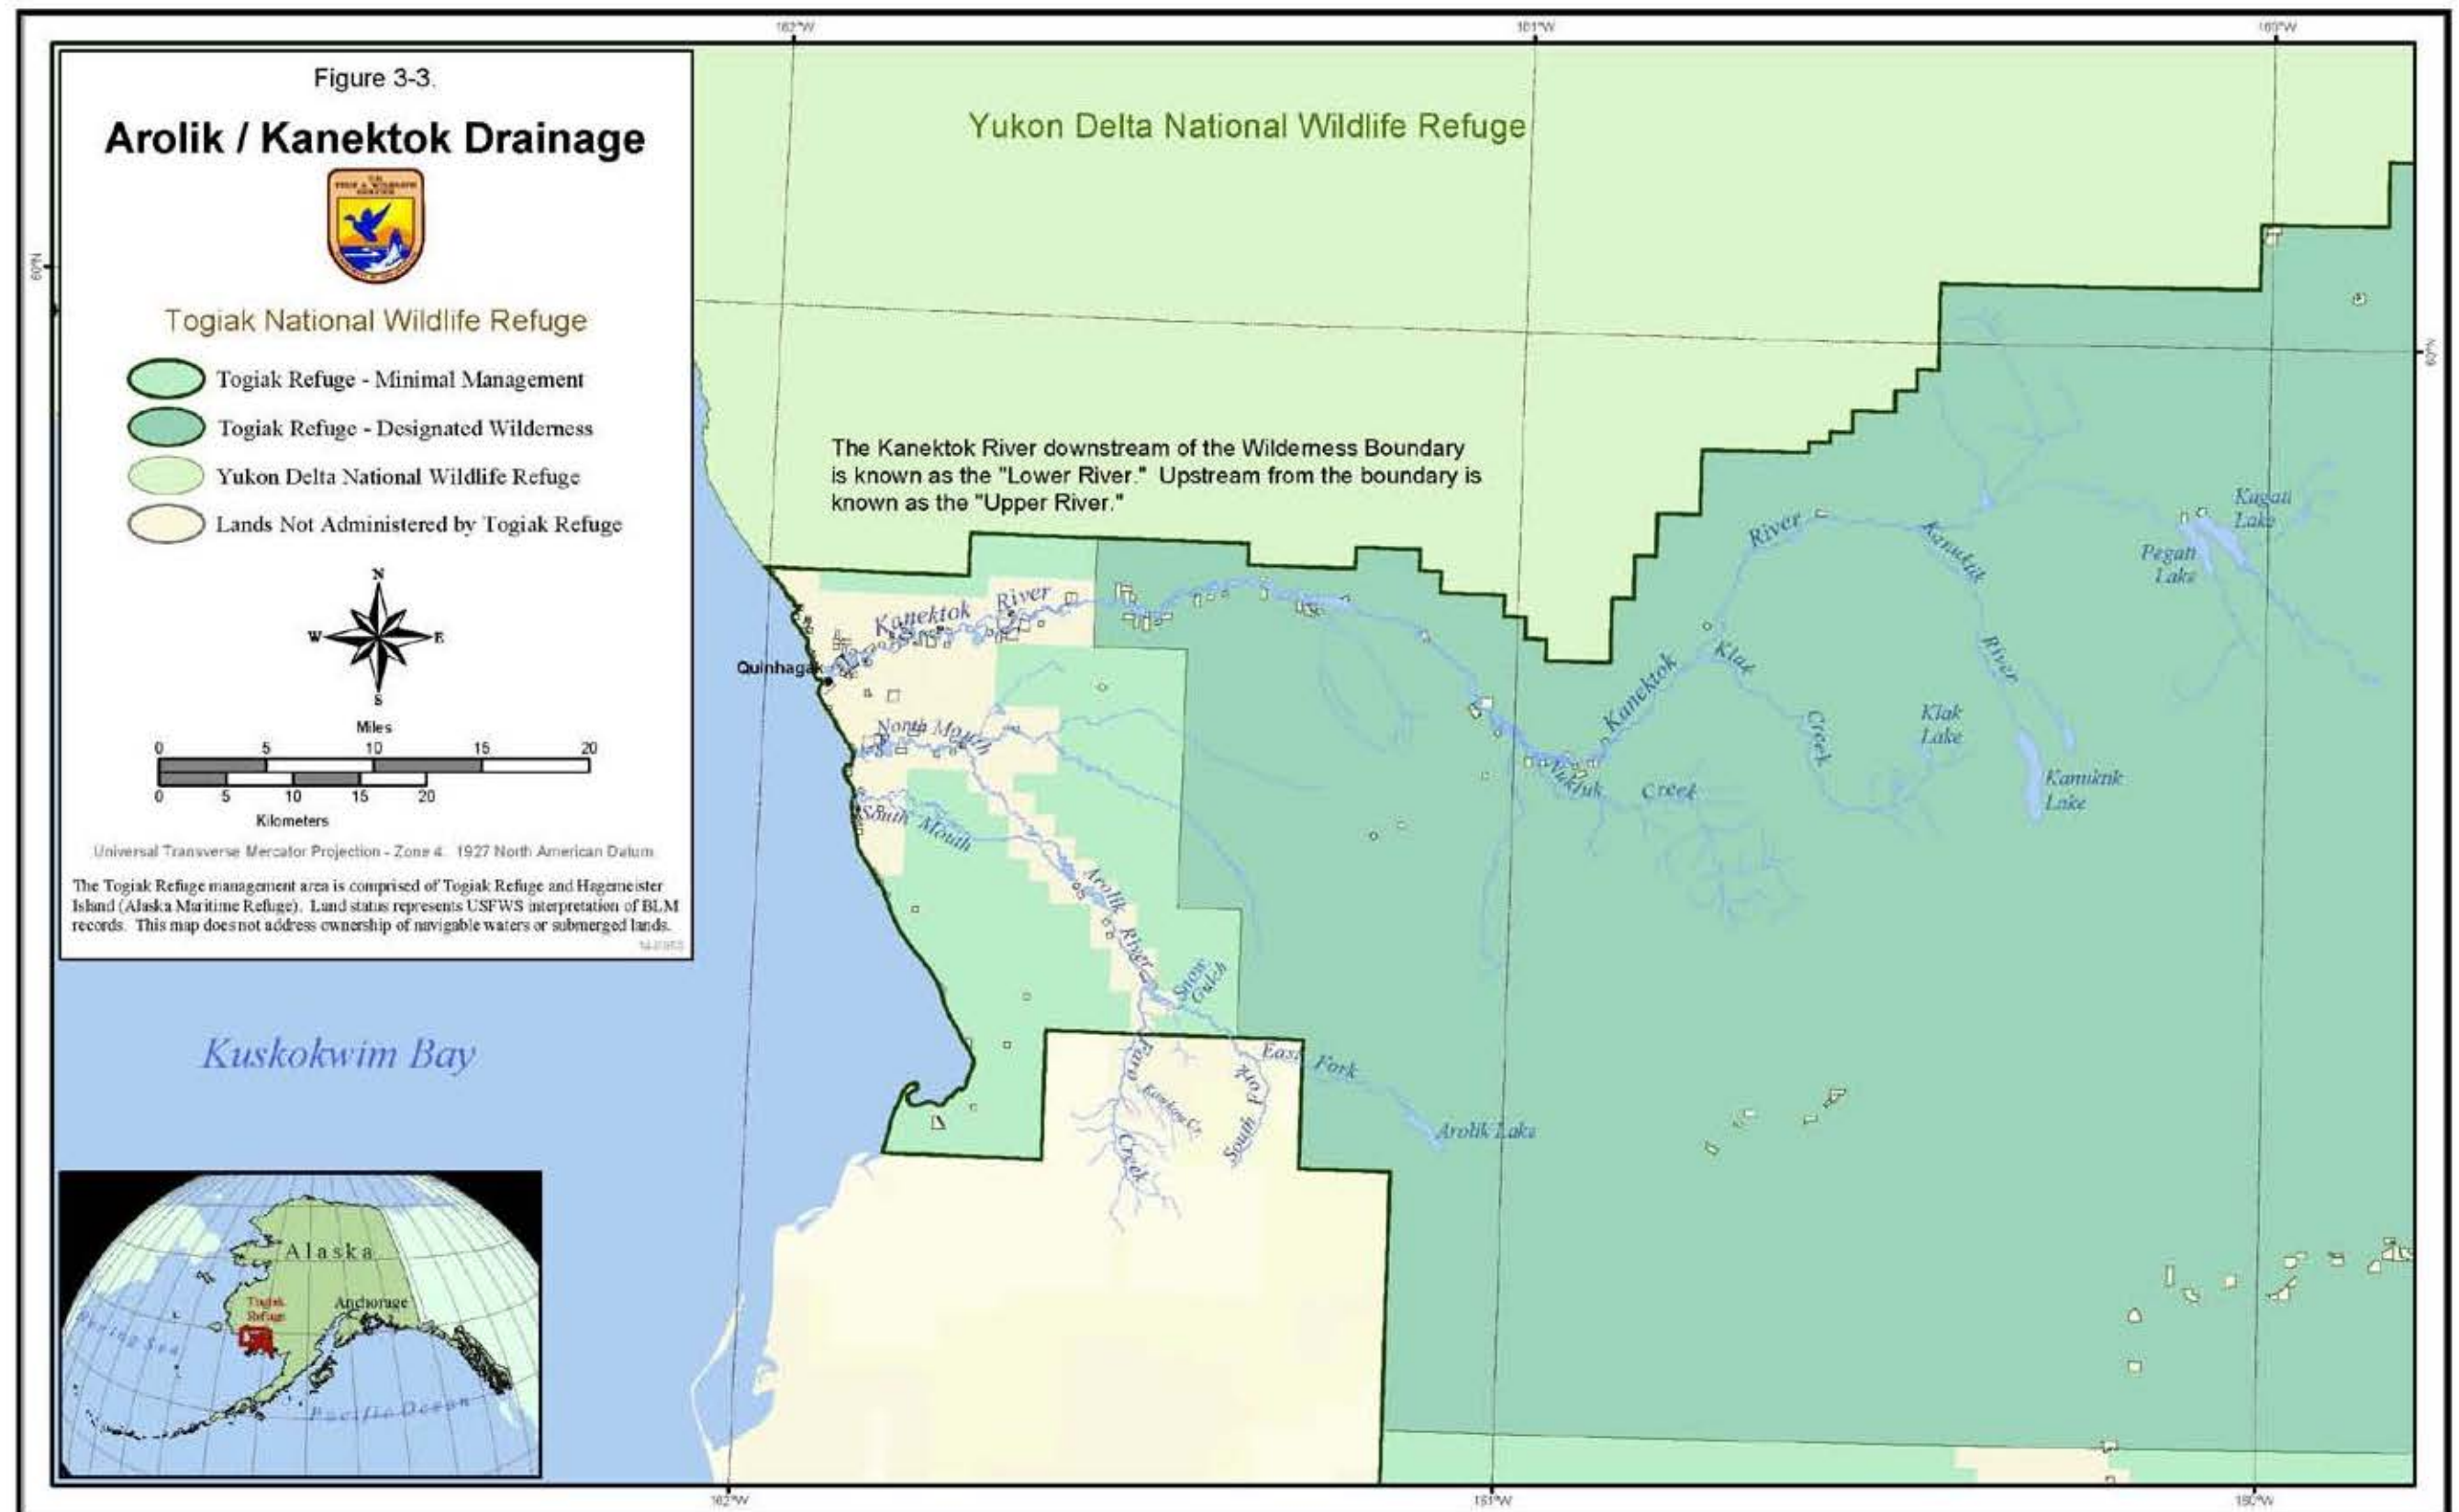 162°W
161°W
160°W
Figure 3-3.
Arolik / Kanektok Drainage
Togiak National Wildlife Refuge
Togiak Refuge - Minimal Management
Togiak Refuge - Designated Wilderness
Yukon Delta National Wildlife Refuge
Lands Not Administered by Togiak Refuge
N
W
E
S
Miles
0 5 10 15 20
0 5 10 15 20
Kilometers
Universal Transverse Mercator Projection - Zone 4. 1927 North American Datum
The Togiak Refuge management area is comprised of Togiak Refuge and Hagemeister
Island (Alaska Maritime Refuge). Land status represents USFWS interpretation of BLM
records. This map does not address ownership of navigable waters or submerged lands.
60°N
60°N
Yukon Delta National Wildlife Refuge
The Kanektok River downstream of the Wilderness Boundary
is known as the "Lower River." Upstream from the boundary is
known as the "Upper River."
Kagati
Lake
Pegati
Lake
River
Kanuktik
River
Kanektok River
Quinhagak
Kanektok
Klak
Creek
Klak
Lake
Kanuktik
Lake
North Mouth
South Mouth
Nukluk
Creek
Arolik
River
Snow
Gulch
Kuskokwim Bay
Faro
Creek
East Fork
South Fork
Arolik Lake
Alaska
Togiak
Refuge
Anchorage
Bering Sea
Pacific Ocean
162°W
161°W
160°W